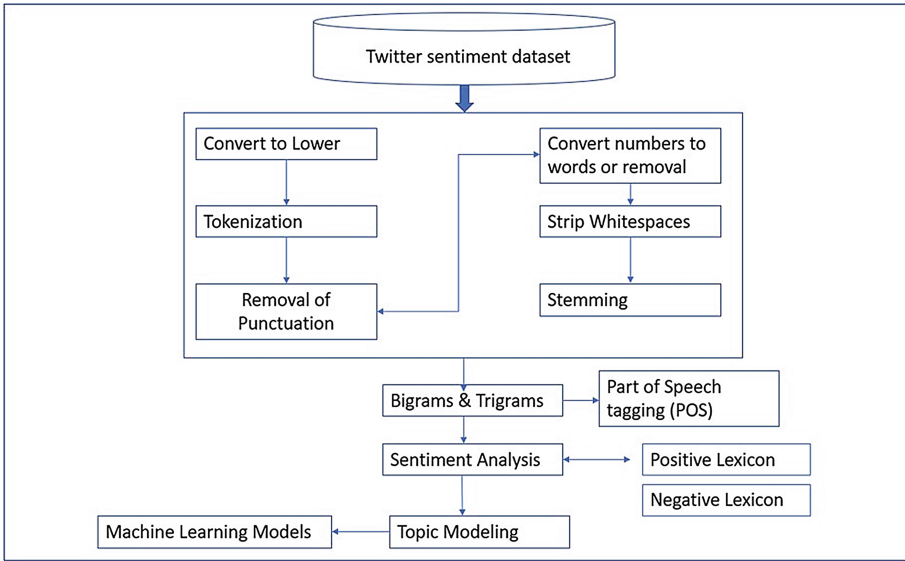 Twitter sentiment dataset
Convert to Lower
Tokenization
Removal of
Punctuation
Convert numbers to
words or removal
Strip Whitespaces
Stemming
Bigrams & Trigrams
Part of Speech
tagging (POS)
Sentiment Analysis
Positive Lexicon
Negative Lexicon
Topic Modeling
Machine Learning Models